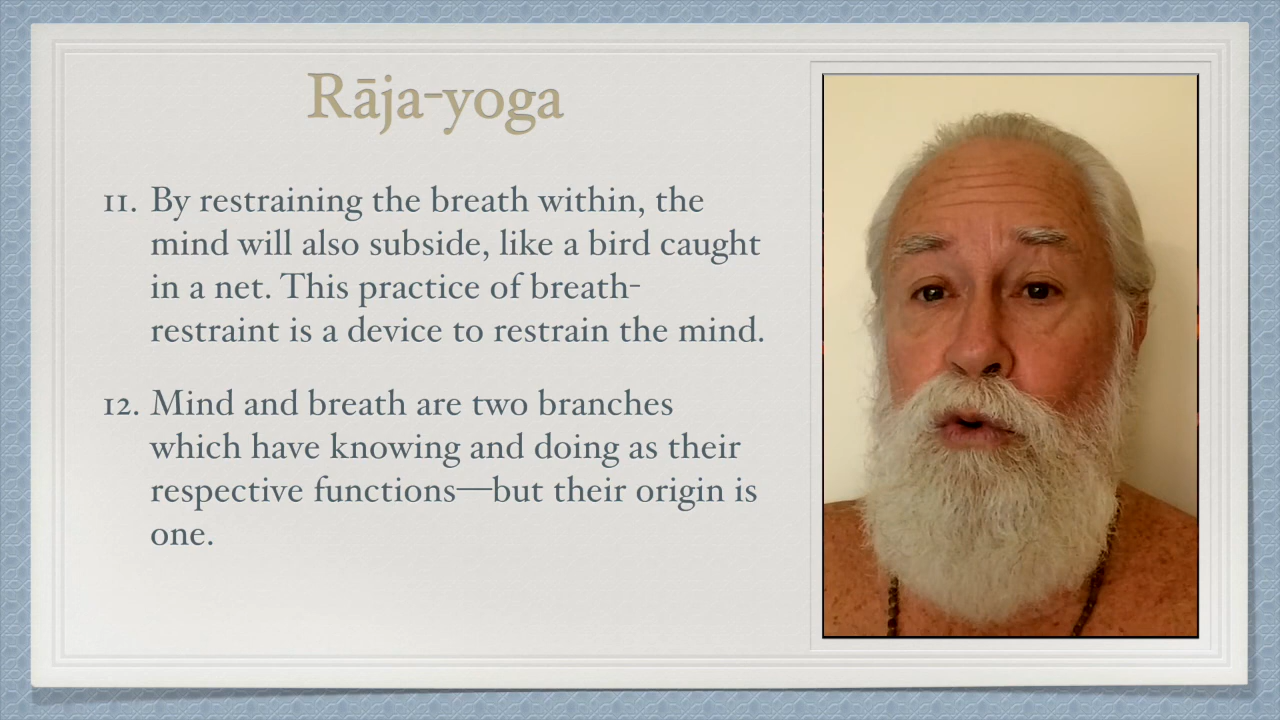 Rāja-yoga
11. By restraining the breath within, the
mind will also subside, like a bird caught
in a net. This practice of breath-
restraint is a device to restrain the mind.
12. Mind and breath are two branches
which have knowing and doing as their
respective functions—but their origin is
one.